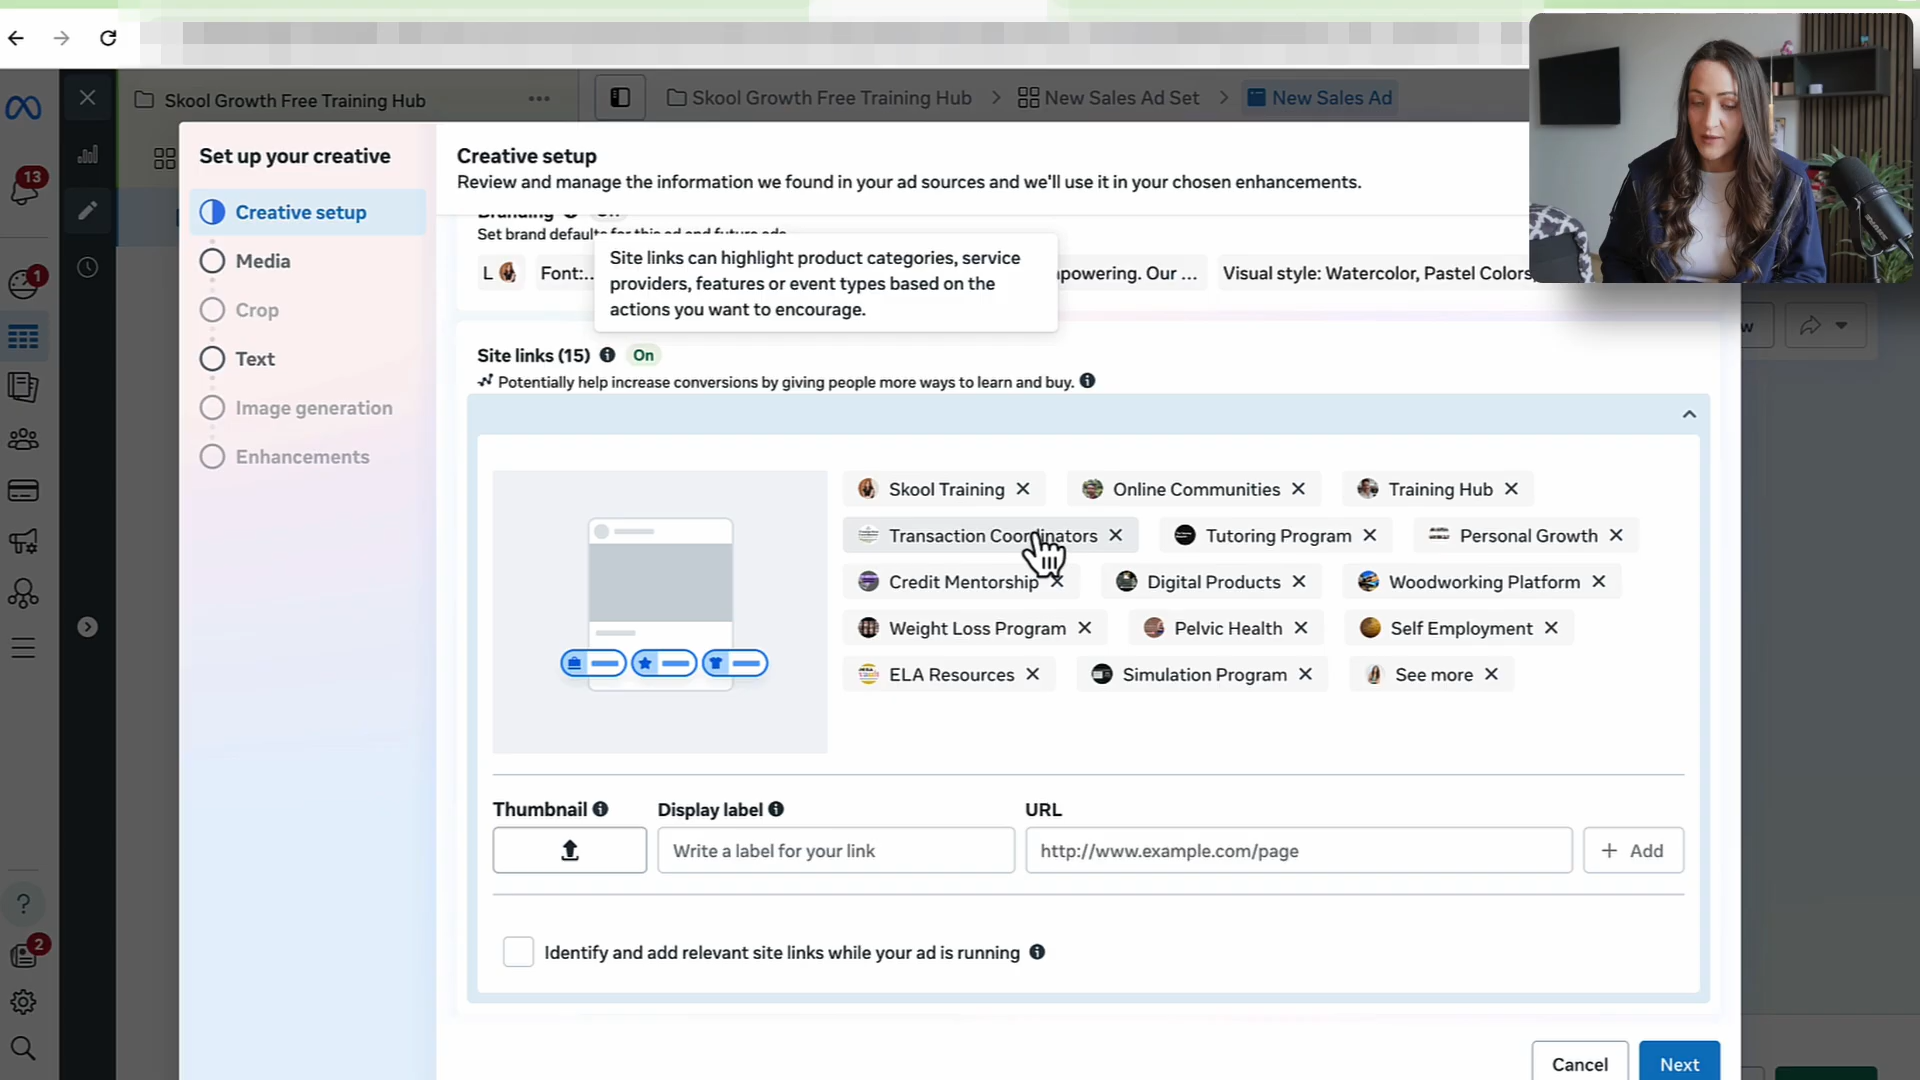 13
Skool Growth Free Training Hub
Skool Growth Free Training Hub
New Sales Ad Set
New Sales Ad
Set up your creative
Creative setup
Media
Crop
Text
Image generation
Enhancements
1
2
Creative setup
Review and manage the information we found in your ad sources and we'll use it in your chosen enhancements.
Branding
Set brand defaults for this ad and future ads
L
Font:...
powering. Our ...
Visual style: Watercolor, Pastel Colors
Site links can highlight product categories, service
providers, features or event types based on the
actions you want to encourage.
Site links (15) On
Potentially help increase conversions by giving people more ways to learn and buy.
Skool Training
Online Communities
Training Hub
Transaction Coordinators
Tutoring Program
Personal Growth
Credit Mentorship
Digital Products
Woodworking Platform
Weight Loss Program
Pelvic Health
Self Employment
ELA Resources
Simulation Program
See more
Thumbnail
Display label
URL
Write a label for your link
http://www.example.com/page
+ Add
Identify and add relevant site links while your ad is running
Cancel
Next